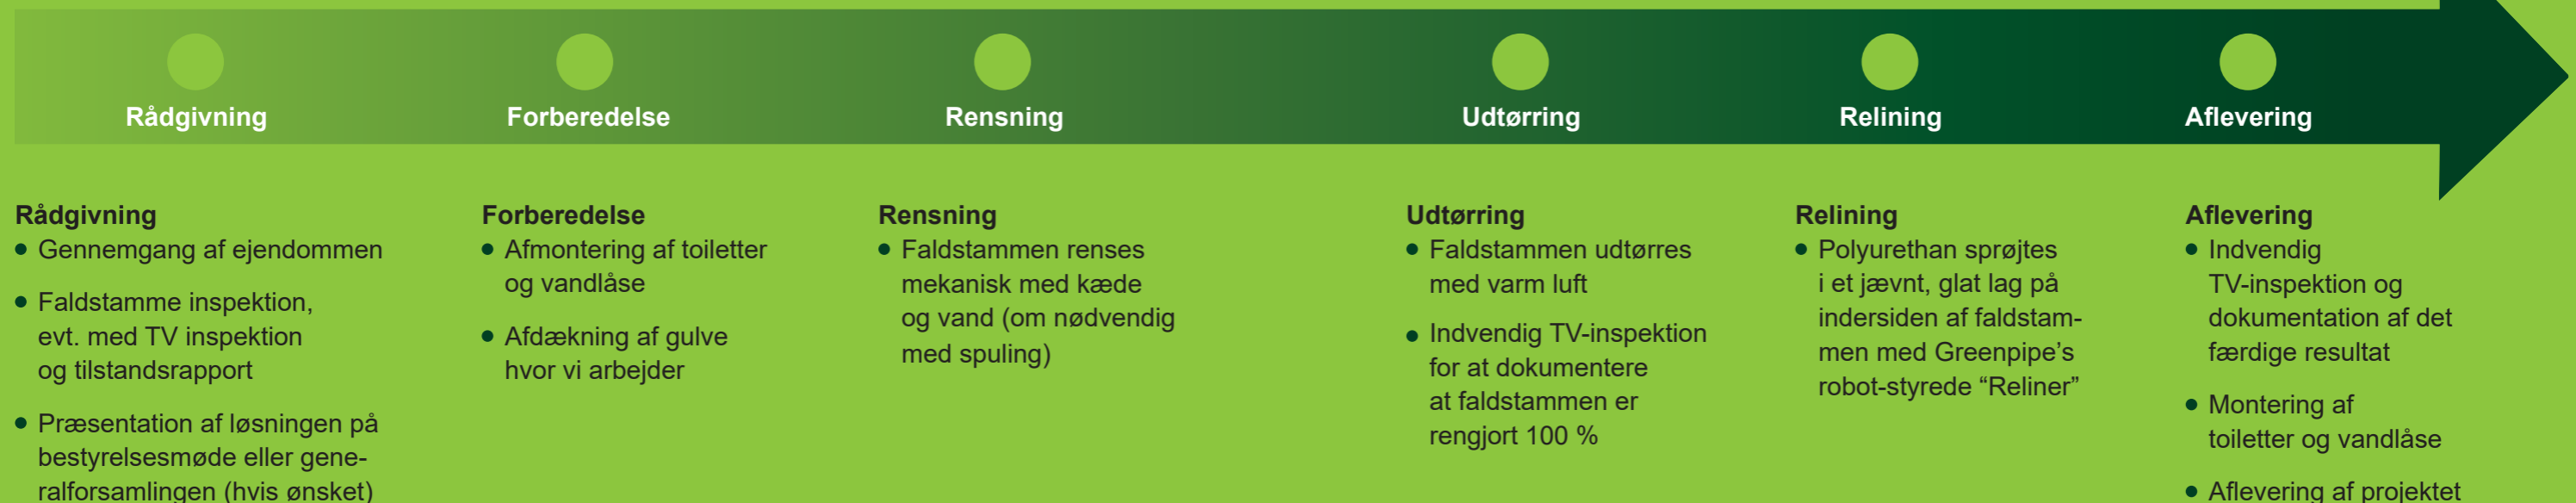 Rådgivning
Forberedelse
Rensning
Udtørring
Relining
Aflevering
Rådgivning
Gennemgang af ejendommen
Faldstamme inspektion,
evt. med TV inspektion
og tilstandsrapport
Præsentation af løsningen på
bestyrelsesmøde eller gene-
ralforsamlingen (hvis ønsket)
Forberedelse
Afmontering af toiletter
og vandlåse
Afdækning af gulve
hvor vi arbejder
Rensning
Faldstammen renses
mekanisk med kæde
og vand (om nødvendig
med spuling)
Udtørring
Faldstammen udtørres
med varm luft
Indvendig TV-inspektion
for at dokumentere
at faldstammen er
rengjort 100 %
Relining
Polyurethan sprøjtes
i et jævnt, glat lag på
indersiden af faldstam-
men med Greenpipe’s
robot-styrede “Reliner”
Aflevering
Indvendig
TV-inspektion og
dokumentation af det
færdige resultat
Montering af
toiletter og vandlåse
Aflevering af projektet